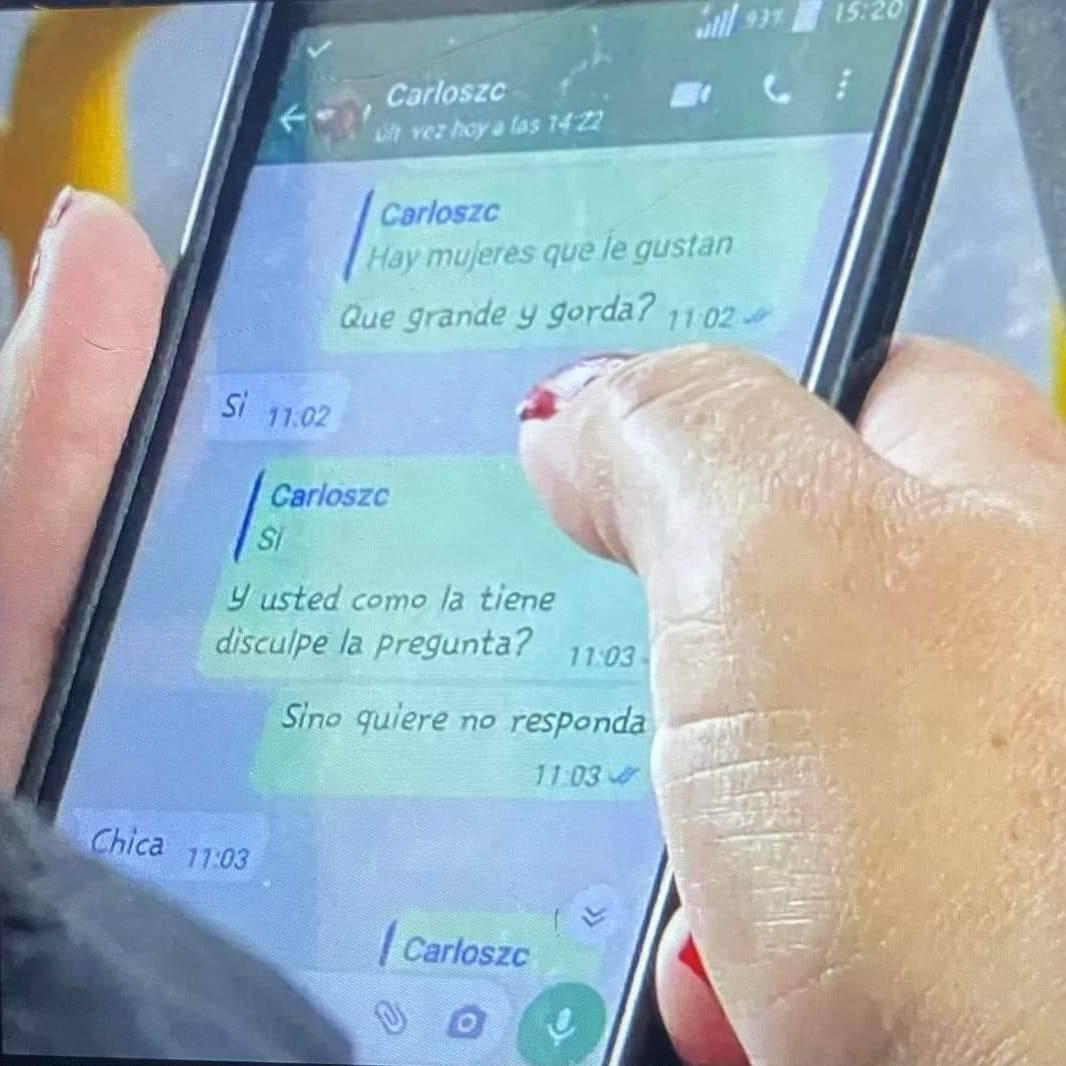 93% 15:20
Carloszc
últ vez hoy a las 14:22
Carloszc
Hay mujeres que le gustan
Que grande y gorda? 11:02
Si 11:02
Carloszc
Si
Y usted como la tiene
disculpe la pregunta? 11:03
Sino quiere no responda
11:03
Chica 11:03
Carloszc